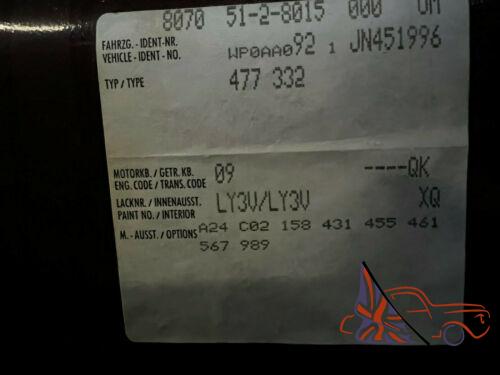 8070 51-2-8015 000 UM
FAHRZG. - IDENT-NR.
VEHICLE - IDENT - NO. WP0AA092 1 JN451996
TYP / TYPE 477 332
MOTORKB. / GETR. KB.
ENG. CODE / TRANS. CODE 09 ----QK
LACKNR. / INNENAUSST.
PAINT NO. / INTERIOR LY3V/LY3V XQ
M. - AUSST. / OPTIONS A24 C02 158 431 455 461
567 989